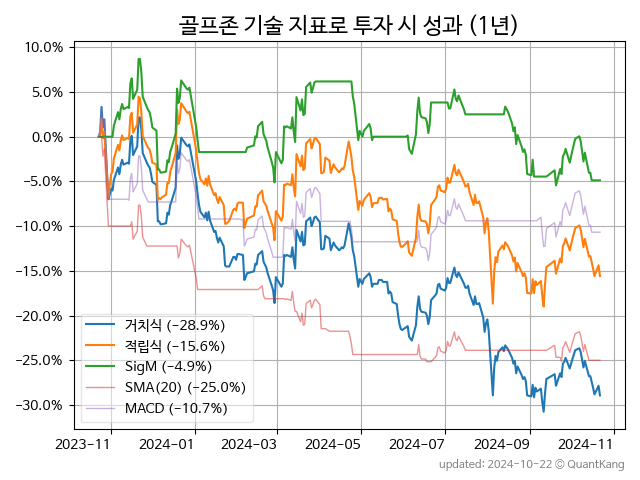 골프존 기술 지표로 투자 시 성과 (1년)
10.0%
5.0%
0.0%
−5.0%
−10.0%
−15.0%
−20.0%
−25.0%
−30.0%
거치식 (−28.9%)
적립식 (−15.6%)
SigM (−4.9%)
SMA(20) (−25.0%)
MACD (−10.7%)
2023-11 2024-01 2024-03 2024-05 2024-07 2024-09 2024-11
updated: 2024-10-22 © QuantKang